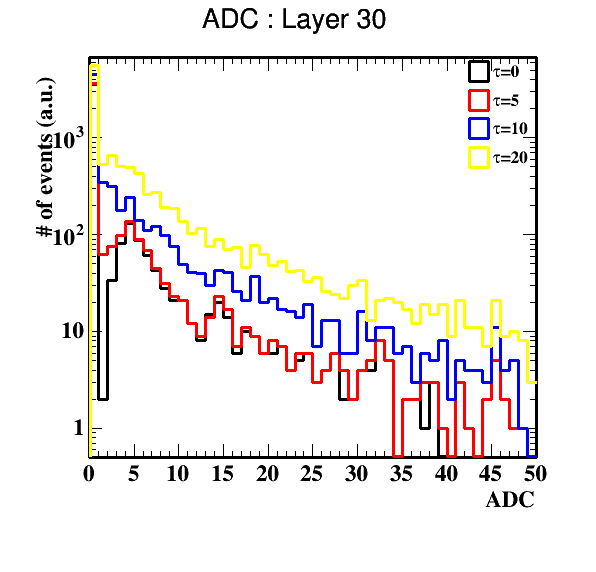 ADC : Layer 30
# of events (a.u.)
10³
10²
10
1
τ=0
τ=5
τ=10
τ=20
0 5 10 15 20 25 30 35 40 45 50
ADC